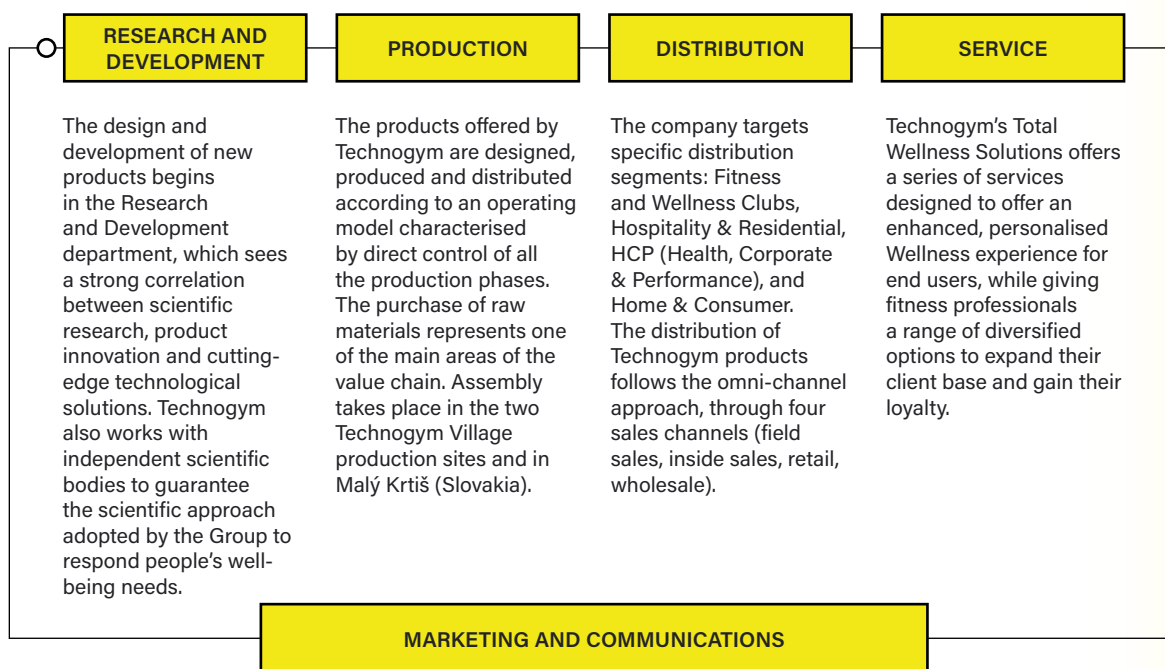 RESEARCH AND
DEVELOPMENT
The design and
development of new
products begins
in the Research
and Development
department, which sees
a strong correlation
between scientific
research, product
innovation and cutting-
edge technological
solutions. Technogym
also works with
independent scientific
bodies to guarantee
the scientific approach
adopted by the Group to
respond people's well-
being needs.
PRODUCTION
The products offered by
Technogym are designed,
produced and distributed
according to an operating
model characterised
by direct control of all
the production phases.
The purchase of raw
materials represents one
of the main areas of the
value chain. Assembly
takes place in the two
Technogym Village
production sites and in
Malý Krtiš (Slovakia).
DISTRIBUTION
The company targets
specific distribution
segments: Fitness
and Wellness Clubs,
Hospitality & Residential,
HCP (Health, Corporate
& Performance), and
Home & Consumer.
The distribution of
Technogym products
follows the omni-channel
approach, through four
sales channels (field
sales, inside sales, retail,
wholesale).
SERVICE
Technogym's Total
Wellness Solutions offers
a series of services
designed to offer an
enhanced, personalised
Wellness experience for
end users, while giving
fitness professionals
a range of diversified
options to expand their
client base and gain their
loyalty.
MARKETING AND COMMUNICATIONS